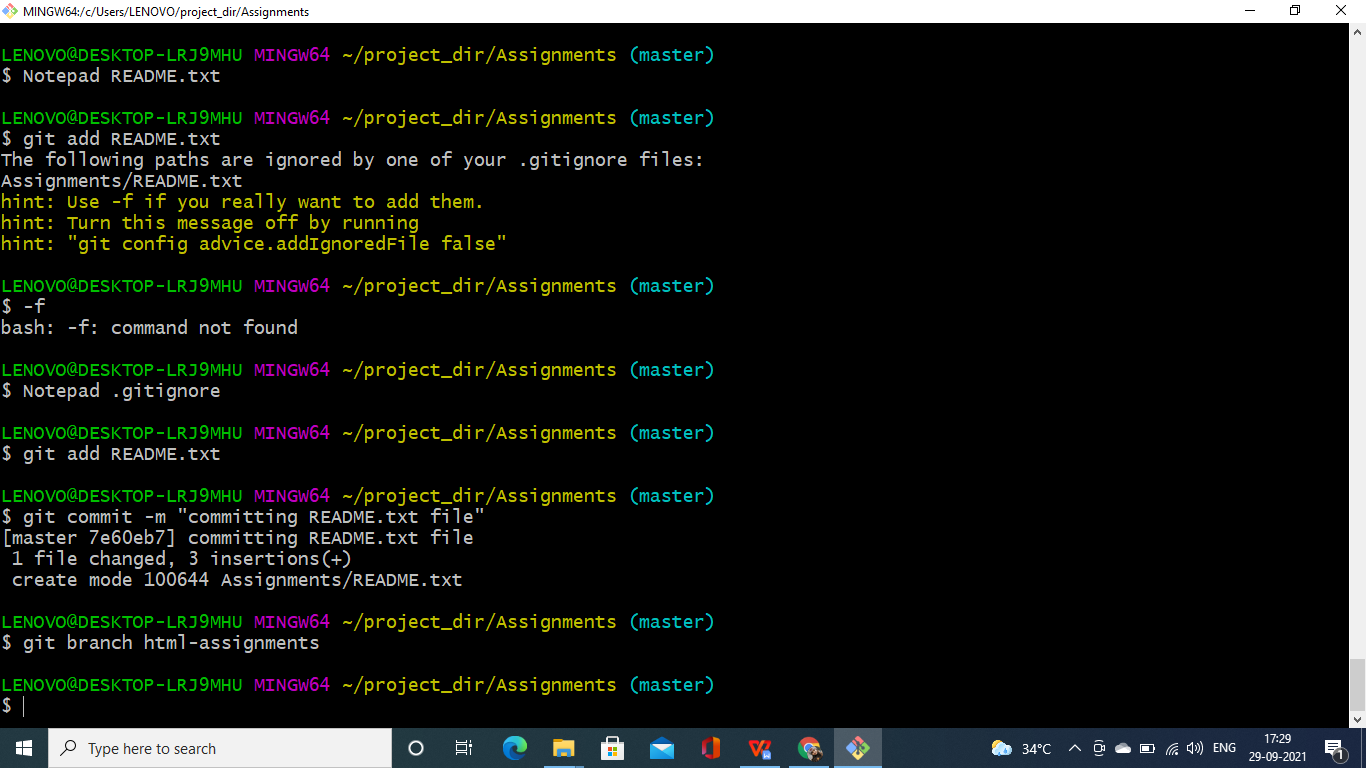 MINGW64:/c/Users/LENOVO/project_dir/Assignments
LENOVO@DESKTOP-LRJ9MHU MINGW64 ~/project_dir/Assignments (master)
$ Notepad README.txt
LENOVO@DESKTOP-LRJ9MHU MINGW64 ~/project_dir/Assignments (master)
$ git add README.txt
The following paths are ignored by one of your .gitignore files:
Assignments/README.txt
hint: Use -f if you really want to add them.
hint: Turn this message off by running
hint: "git config advice.addIgnoredFile false"
LENOVO@DESKTOP-LRJ9MHU MINGW64 ~/project_dir/Assignments (master)
$ -f
bash: -f: command not found
LENOVO@DESKTOP-LRJ9MHU MINGW64 ~/project_dir/Assignments (master)
$ Notepad .gitignore
LENOVO@DESKTOP-LRJ9MHU MINGW64 ~/project_dir/Assignments (master)
$ git add README.txt
LENOVO@DESKTOP-LRJ9MHU MINGW64 ~/project_dir/Assignments (master)
$ git commit -m "committing README.txt file"
[master 7e60eb7] committing README.txt file
1 file changed, 3 insertions(+)
create mode 100644 Assignments/README.txt
LENOVO@DESKTOP-LRJ9MHU MINGW64 ~/project_dir/Assignments (master)
$ git branch html-assignments
LENOVO@DESKTOP-LRJ9MHU MINGW64 ~/project_dir/Assignments (master)
$
Type here to search
34°C
ENG
17:29
29-09-2021
1